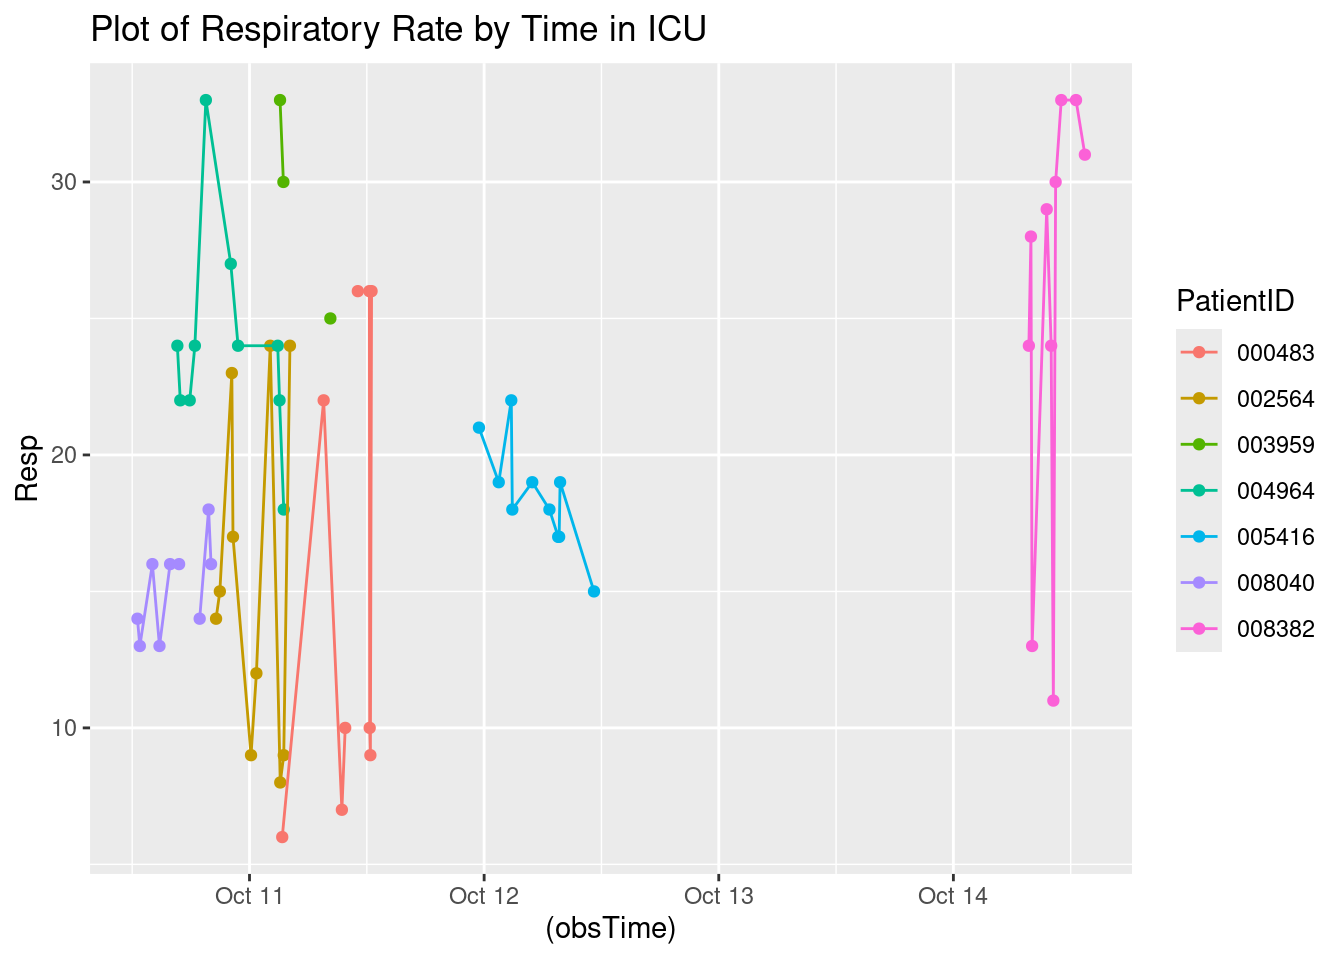 Plot of Respiratory Rate by Time in ICU
30
20
10
Resp
Oct 11 Oct 12 Oct 13 Oct 14
(obsTime)
PatientID
000483
002564
003959
004964
005416
008040
008382